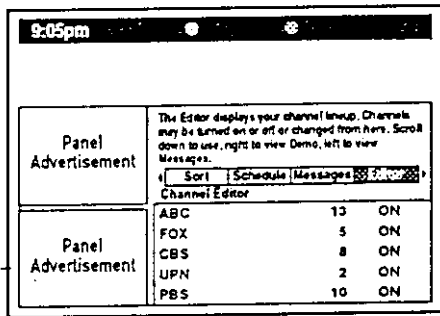 9:05pm
Panel
Advertisement
The Editor displays your channel lineup. Channels
may be turned on or off or changed from here. Scroll
down to use, right to view Demo, left to view
Messages.
Sort Schedule Messages Editor
Channel Editor
ABC 13 ON
FOX 5 ON
CBS 8 ON
UPN 2 ON
PBS 10 ON
Panel
Advertisement